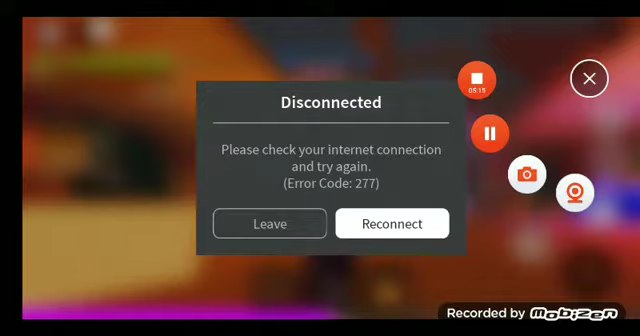 Disconnected
05:15
Please check your internet connection
and try again.
(Error Code: 277)
Leave
Reconnect
Recorded by Mobizen